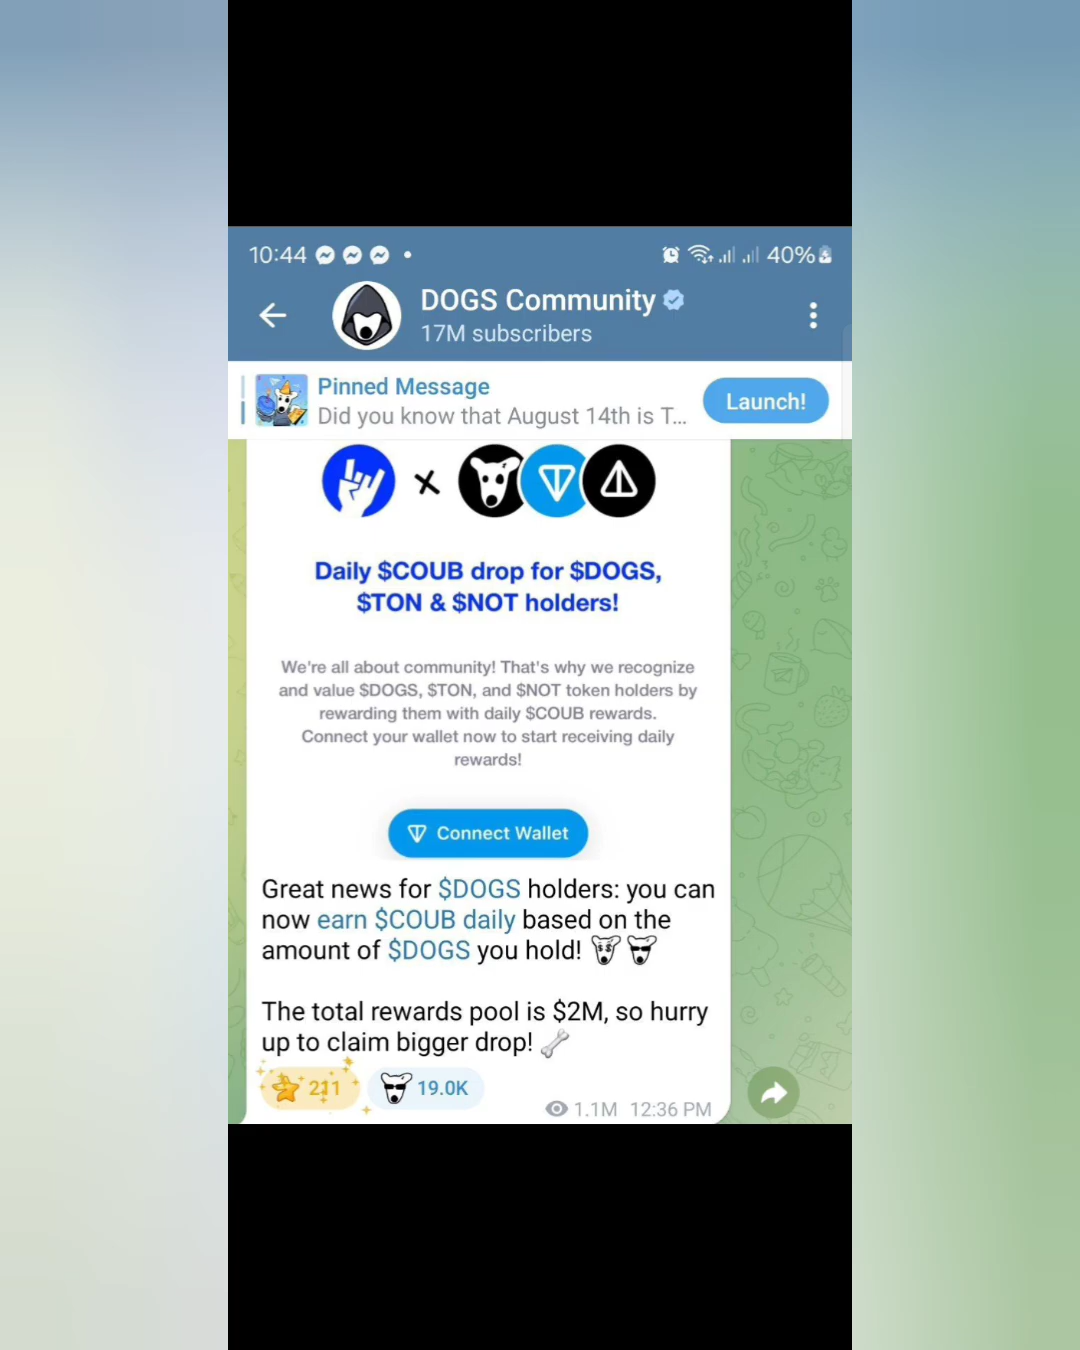 10:44
40%
DOGS Community
17M subscribers
Pinned Message
Did you know that August 14th is T...
Launch!
Daily $COUB drop for $DOGS,
$TON & $NOT holders!
We're all about community! That's why we recognize
and value $DOGS, $TON, and $NOT token holders by
rewarding them with daily $COUB rewards.
Connect your wallet now to start receiving daily
rewards!
Connect Wallet
Great news for $DOGS holders: you can
now earn $COUB daily based on the
amount of $DOGS you hold!
The total rewards pool is $2M, so hurry
up to claim bigger drop!
211
19.0K
1.1M 12:36 PM